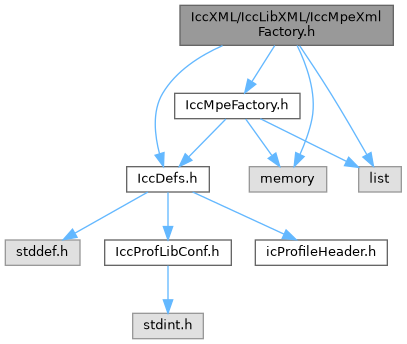 IccXML/IccLibXML/IccMpeXml
Factory.h
IccMpeFactory.h
IccDefs.h
memory
list
stddef.h
IccProfLibConf.h
icProfileHeader.h
stdint.h